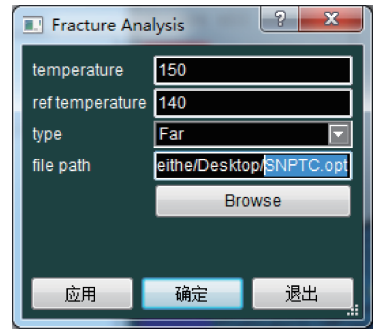 Fracture Analysis
temperature 150
ref temperature 140
type Far
file path eithe/Desktop/SNPTC.opt
Browse
应用 确定 退出